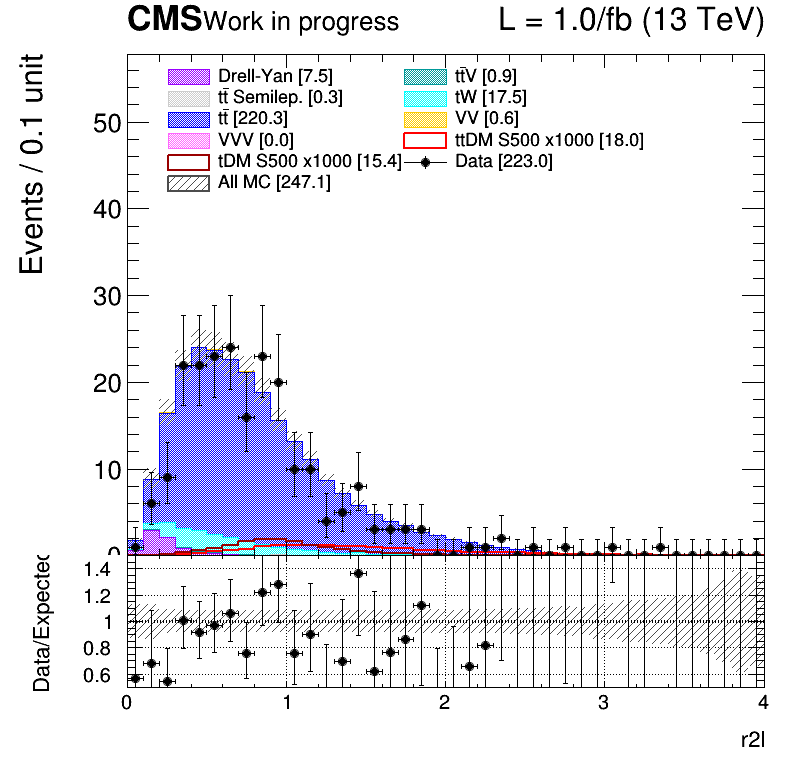 CMS Work in progress L = 1.0/fb (13 TeV)
Events / 0.1 unit
Drell-Yan [7.5] tt̄V [0.9]
tt̄ Semilep. [0.3] tW [17.5]
tt̄ [220.3] VV [0.6]
VVV [0.0] ttDM S500 x1000 [18.0]
tDM S500 x1000 [15.4] Data [223.0]
All MC [247.1]
50
40
30
20
10
0
Data/Expected
1.4
1.2
1
0.8
0.6
0 1 2 3 4
r2l